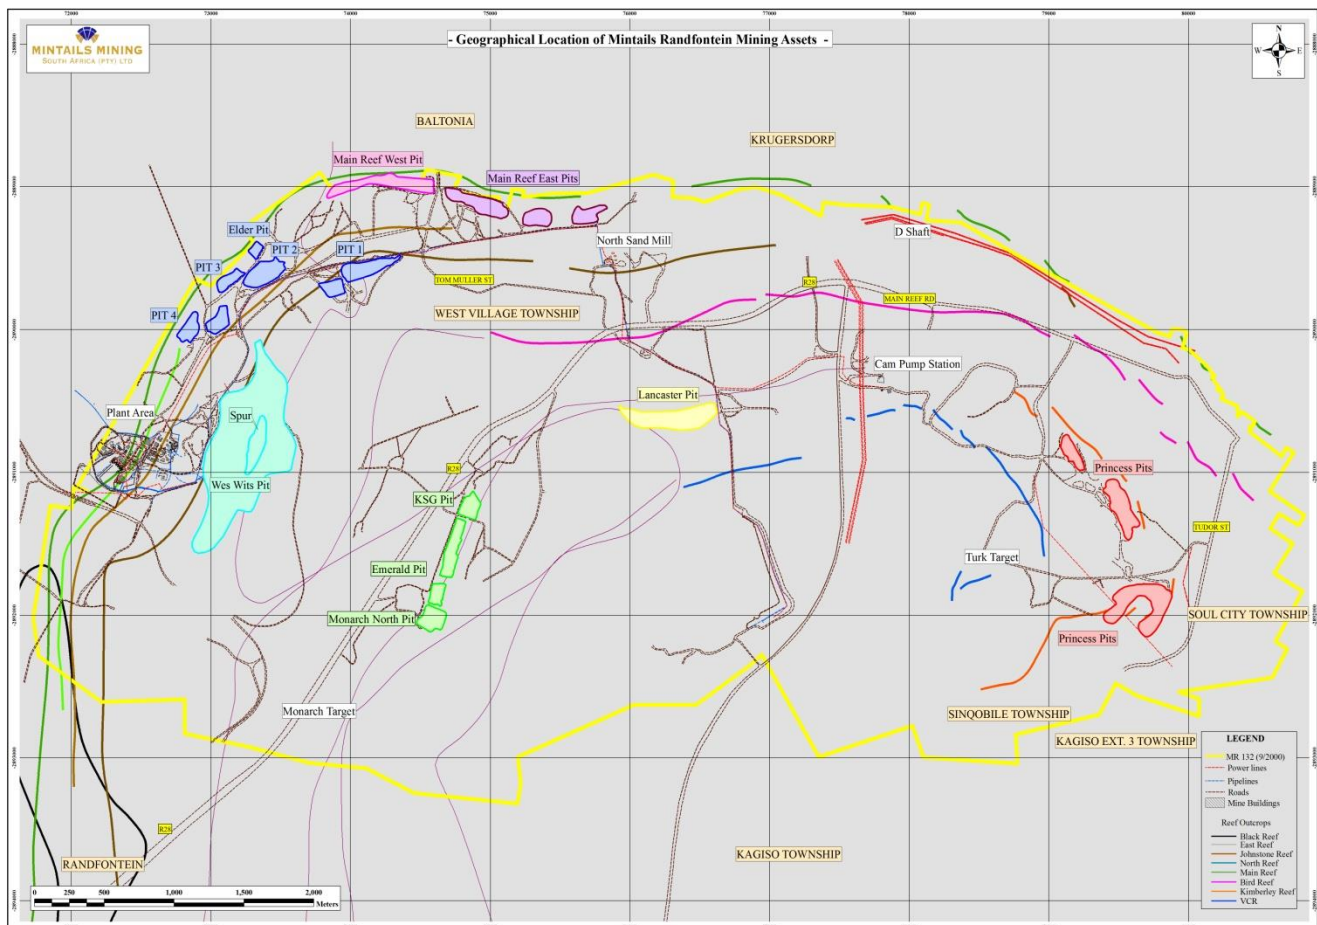 72000 73000 74000 75000 76000 77000 78000 79000 80000
MINTAILS MINING
SOUTH AFRICA (PTY) LTD
- Geographical Location of Mintails Randfontein Mining Assets -
N
W E
S
BALTONIA
KRUGERSDORP
Main Reef West Pit
Main Reef East Pits
Elder Pit
D Shaft
PIT 2
PIT 1
North Sand Mill
PIT 3
TOM MULLER ST
R28
MAIN REEF RD
PIT 4
WEST VILLAGE TOWNSHIP
Cam Pump Station
Lancaster Pit
Plant Area
Spur
R28
Princess Pits
Wes Wits Pit
KSG Pit
TUDOR ST
Turk Target
Emerald Pit
Monarch North Pit
SOUL CITY TOWNSHIP
Princess Pits
Monarch Target
SINQOBILE TOWNSHIP
KAGISO EXT. 3 TOWNSHIP
R28
RANDFONTEIN
KAGISO TOWNSHIP
LEGEND
MR 132 (9/2000)
Power lines
Pipelines
Roads
Mine Buildings
Reef Outcrops
Black Reef
East Reef
Johnstone Reef
North Reef
Main Reef
Bird Reef
Kimberley Reef
VCR
0 250 500 1,000 1,500 2,000
Meters